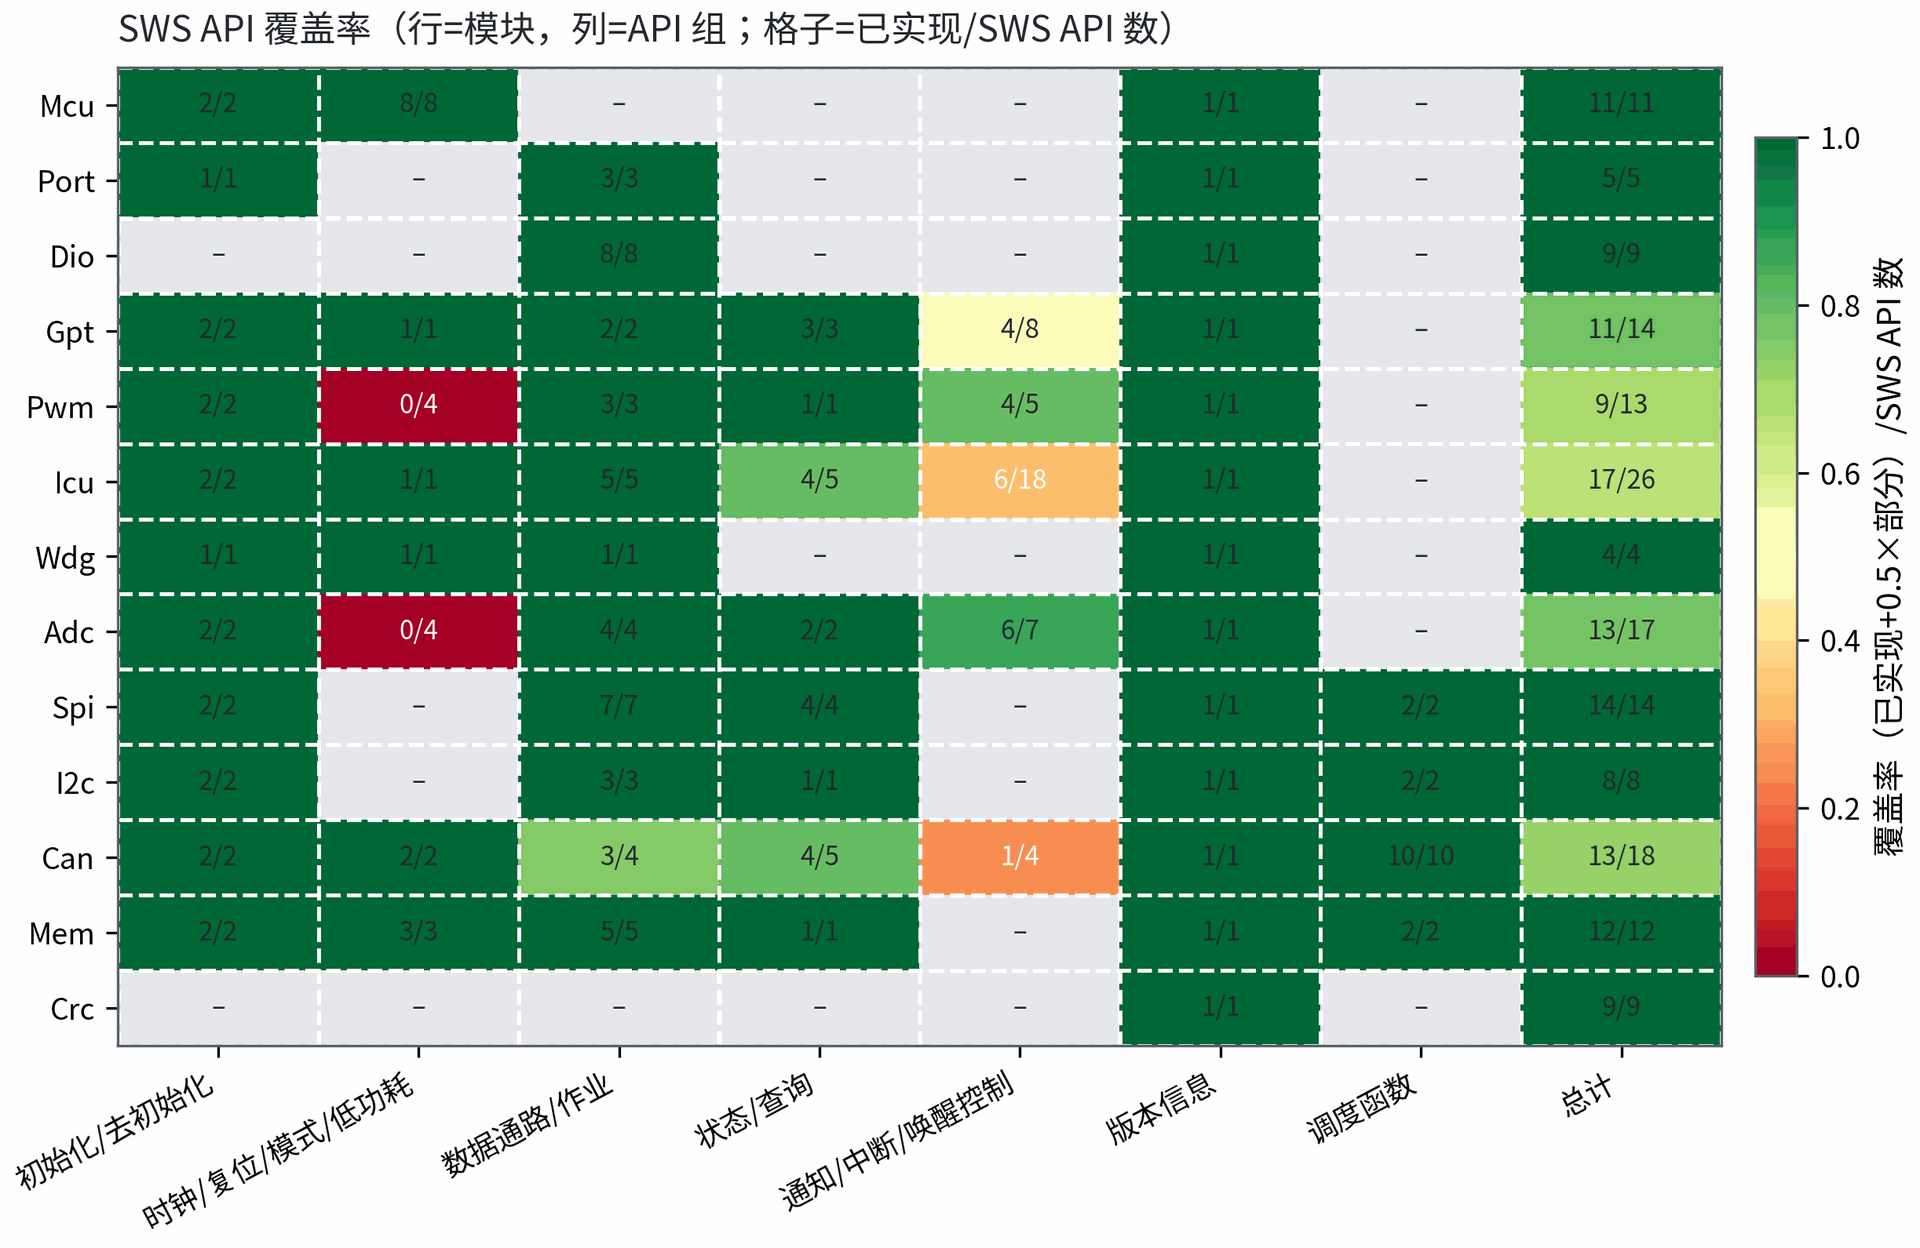 SWS API 覆盖率（行=模块，列=API 组；格子=已实现/SWS API 数）
Mcu 2/2 8/8 – – – 1/1 – 11/11
Port 1/1 – 3/3 – – 1/1 – 5/5
Dio – – 8/8 – – 1/1 – 9/9
Gpt 2/2 1/1 2/2 3/3 4/8 1/1 – 11/14
Pwm 2/2 0/4 3/3 1/1 4/5 1/1 – 9/13
Icu 2/2 1/1 5/5 4/5 6/18 1/1 – 17/26
Wdg 1/1 1/1 1/1 – – 1/1 – 4/4
Adc 2/2 0/4 4/4 2/2 6/7 1/1 – 13/17
Spi 2/2 – 7/7 4/4 – 1/1 2/2 14/14
I2c 2/2 – 3/3 1/1 – 1/1 2/2 8/8
Can 2/2 2/2 3/4 4/5 1/4 1/1 10/10 13/18
Mem 2/2 3/3 5/5 1/1 – 1/1 2/2 12/12
Crc – – – – – 1/1 – 9/9
初始化/去初始化
时钟/复位/模式/低功耗
数据通路/作业
状态/查询
通知/中断/唤醒控制
版本信息
调度函数
总计
1.0
0.8
0.6
0.4
0.2
0.0
覆盖率（已实现+0.5×部分）/SWS API 数